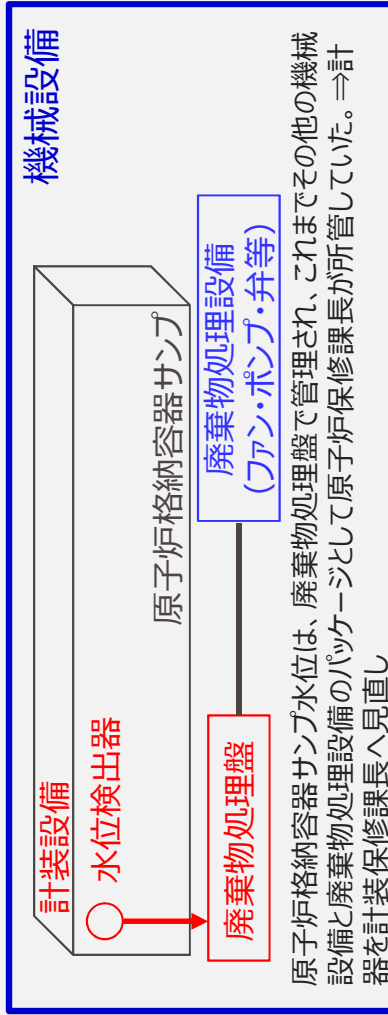 機械設備
計装設備
水位検出器
原子炉格納容器サンプ
廃棄物処理盤
廃棄物処理設備
(ファン・ポンプ・弁等)
原子炉格納容器サンプ水位は、廃棄物処理盤で管理され、これまでその他の機械
設備と廃棄物処理設備のパッケージとして原子炉保修課長が所管していた。⇒計
器を計装保修課長へ見直し